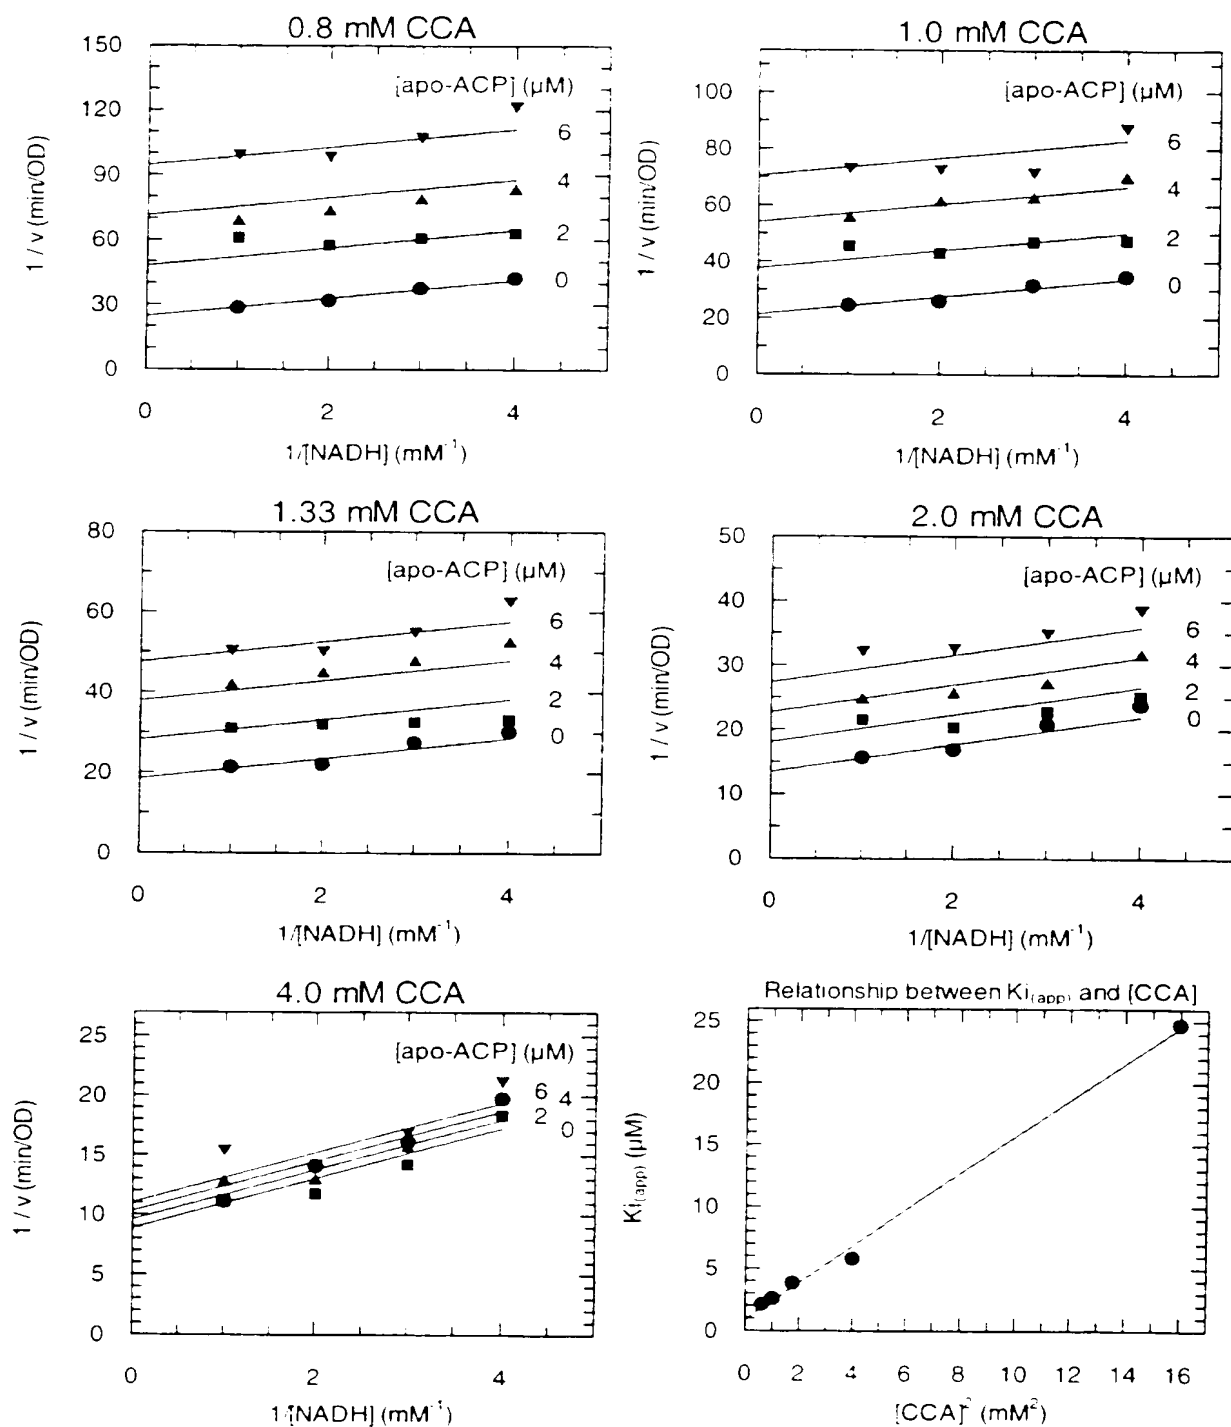 0.8 mM CCA
[apo-ACP] (µM)
150
120
90
60
30
0
6
4
2
0
1 / v (min/OD)
0 2 4
1/[NADH] (mM⁻¹)
1.0 mM CCA
[apo-ACP] (µM)
100
80
60
40
20
0
6
4
2
0
1 / v (min/OD)
0 2 4
1/[NADH] (mM⁻¹)
1.33 mM CCA
[apo-ACP] (µM)
80
60
40
20
0
6
4
2
0
1 / v (min/OD)
0 2 4
1/[NADH] (mM⁻¹)
2.0 mM CCA
[apo-ACP] (µM)
50
40
30
20
10
0
6
4
2
0
1 / v (min/OD)
0 2 4
1/[NADH] (mM⁻¹)
4.0 mM CCA
[apo-ACP] (µM)
25
20
15
10
5
0
6 4
2 0
1 / v (min/OD)
0 2 4
1/[NADH] (mM⁻¹)
Relationship between Ki(app) and [CCA]
25
20
15
10
5
0
Ki(app) (µM)
0 2 4 6 8 10 12 14 16
[CCA]² (mM²)